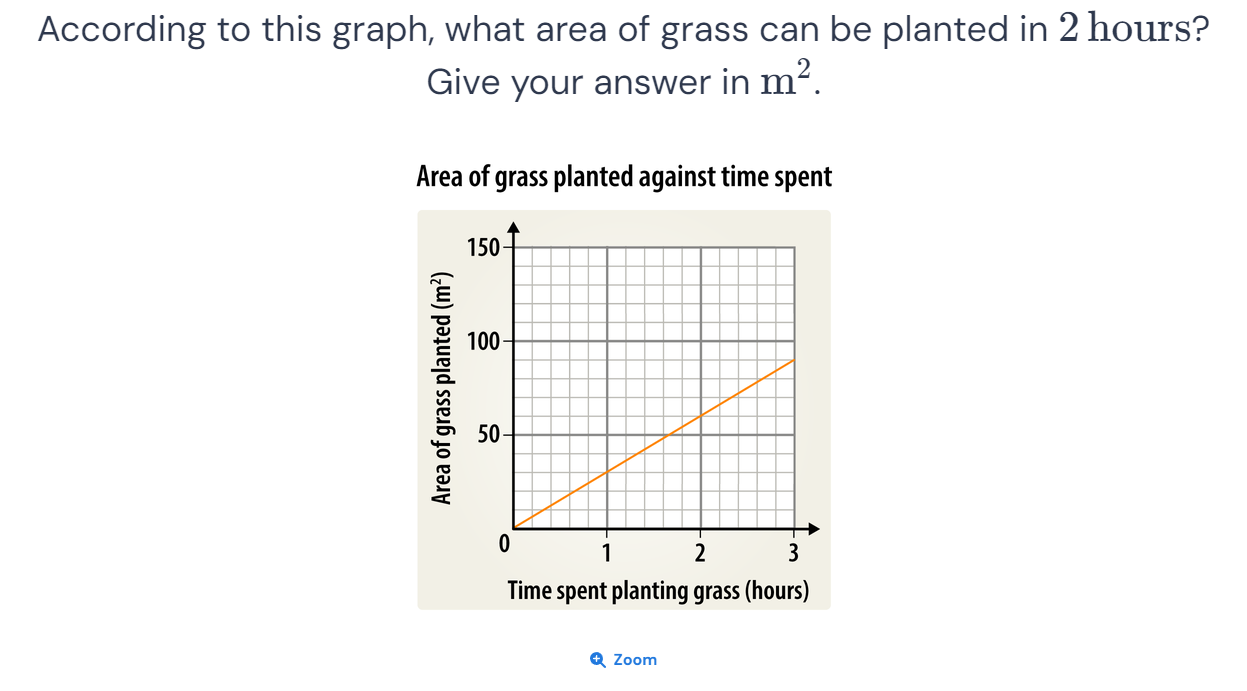 According to this graph, what area of grass can be planted in 2 hours?
Give your answer in m².
Area of grass planted against time spent
150
100
50
0
1
2
3
Area of grass planted (m²)
Time spent planting grass (hours)
Zoom